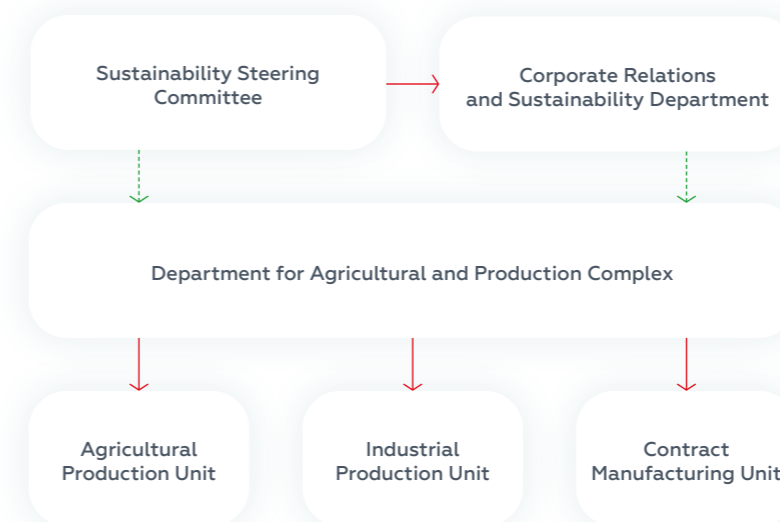 Sustainability Steering
Committee
Corporate Relations
and Sustainability Department
Department for Agricultural and Production Complex
Agricultural
Production Unit
Industrial
Production Unit
Contract
Manufacturing Unit